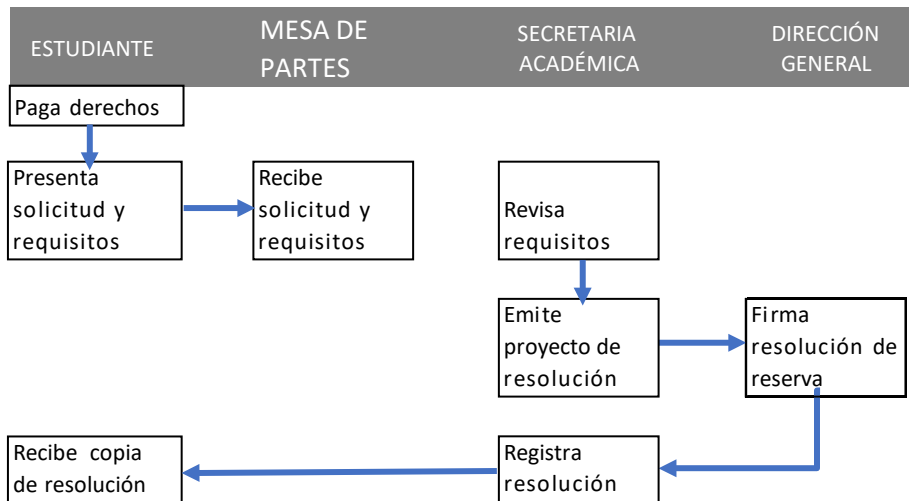 ESTUDIANTE
MESA DE
PARTES
SECRETARIA
ACADÉMICA
DIRECCIÓN
GENERAL
Paga derechos
Presenta
solicitud y
requisitos
Recibe
solicitud y
requisitos
Revisa
requisitos
Emite
proyecto de
resolución
Firma
resolución de
reserva
Recibe copia
de resolución
Registra
resolución